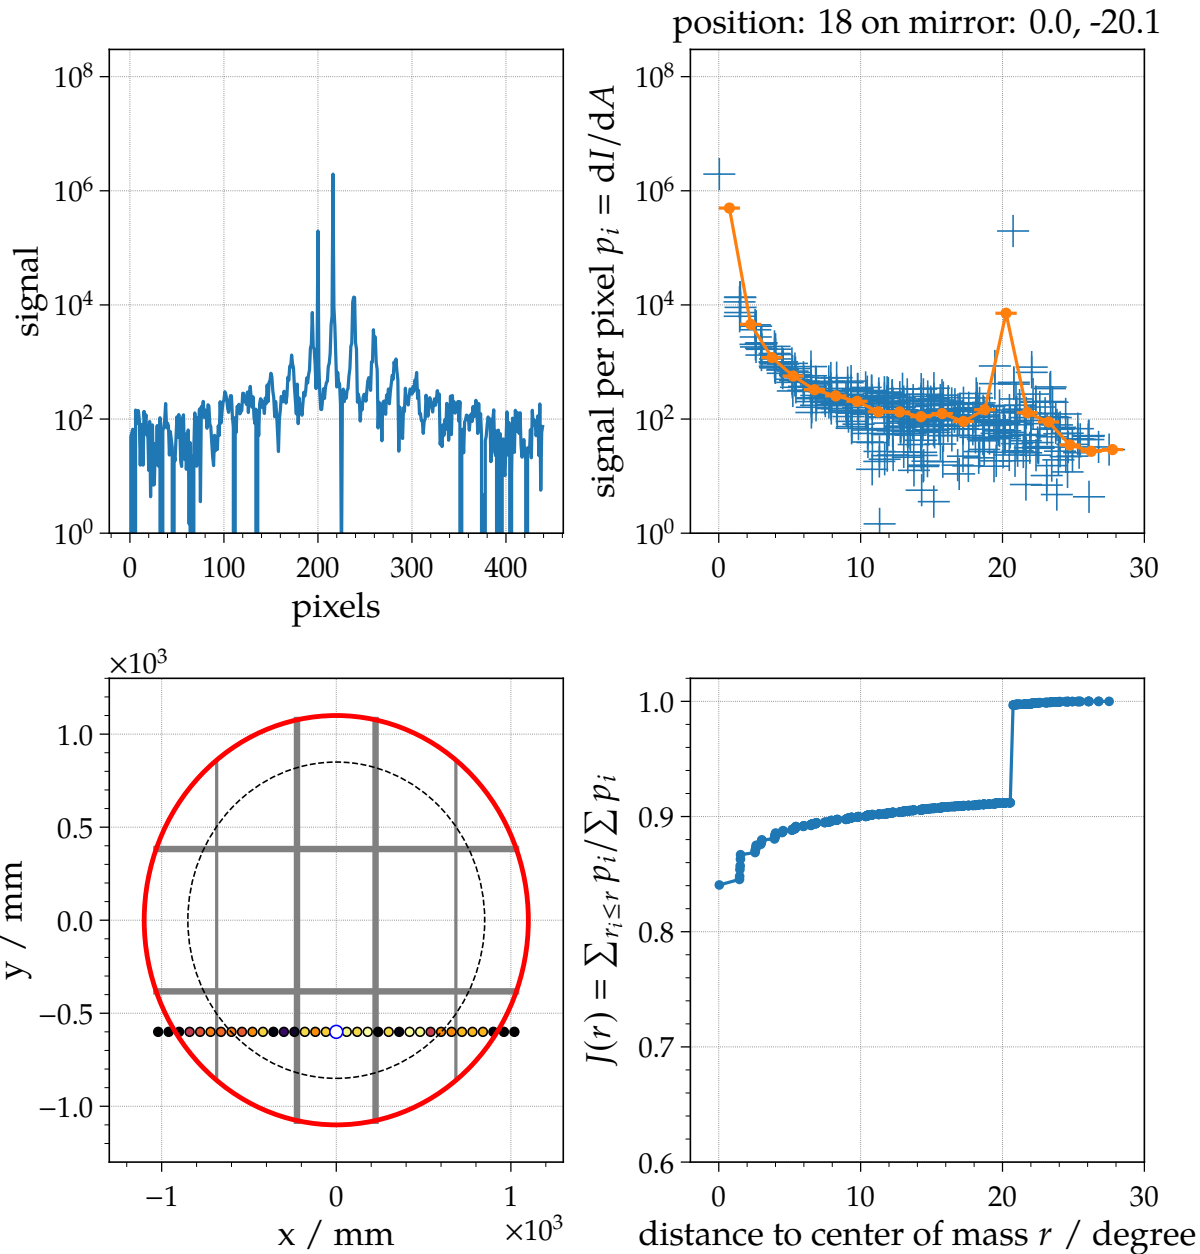 position: 18 on mirror: 0.0, -20.1
10^8
10^6
10^4
10^2
10^0
signal
0 100 200 300 400
pixels
10^8
10^6
10^4
10^2
10^0
signal per pixel p_i = dI/dA
0 10 20 30
×10^3
1.0
0.5
0.0
−0.5
−1.0
y / mm
−1 0 1
×10^3
x / mm
1.0
0.9
0.8
0.7
0.6
J(r) = ∑_{r_i≤r} p_i/∑ p_i
0 10 20 30
distance to center of mass r / degree